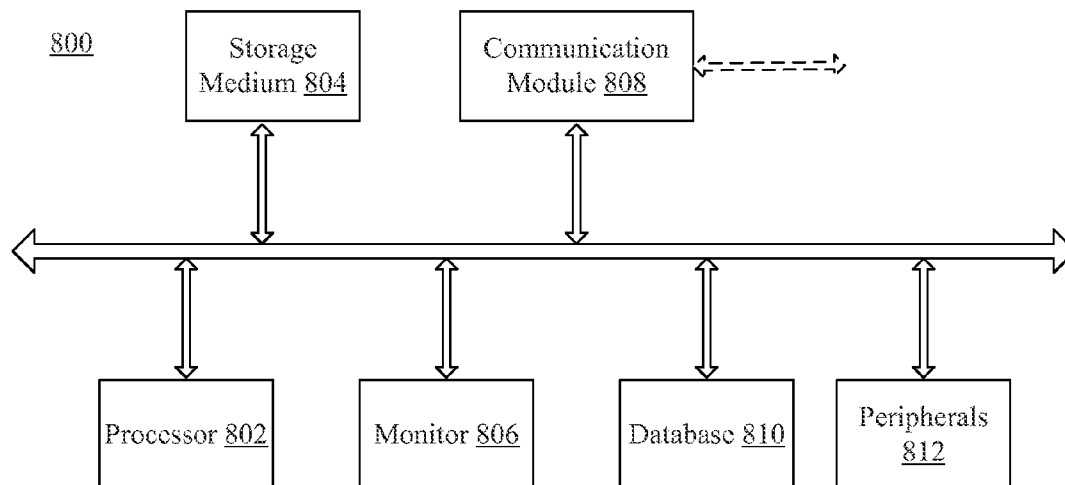 800
Storage
Medium 804
Communication
Module 808
Processor 802
Monitor 806
Database 810
Peripherals
812